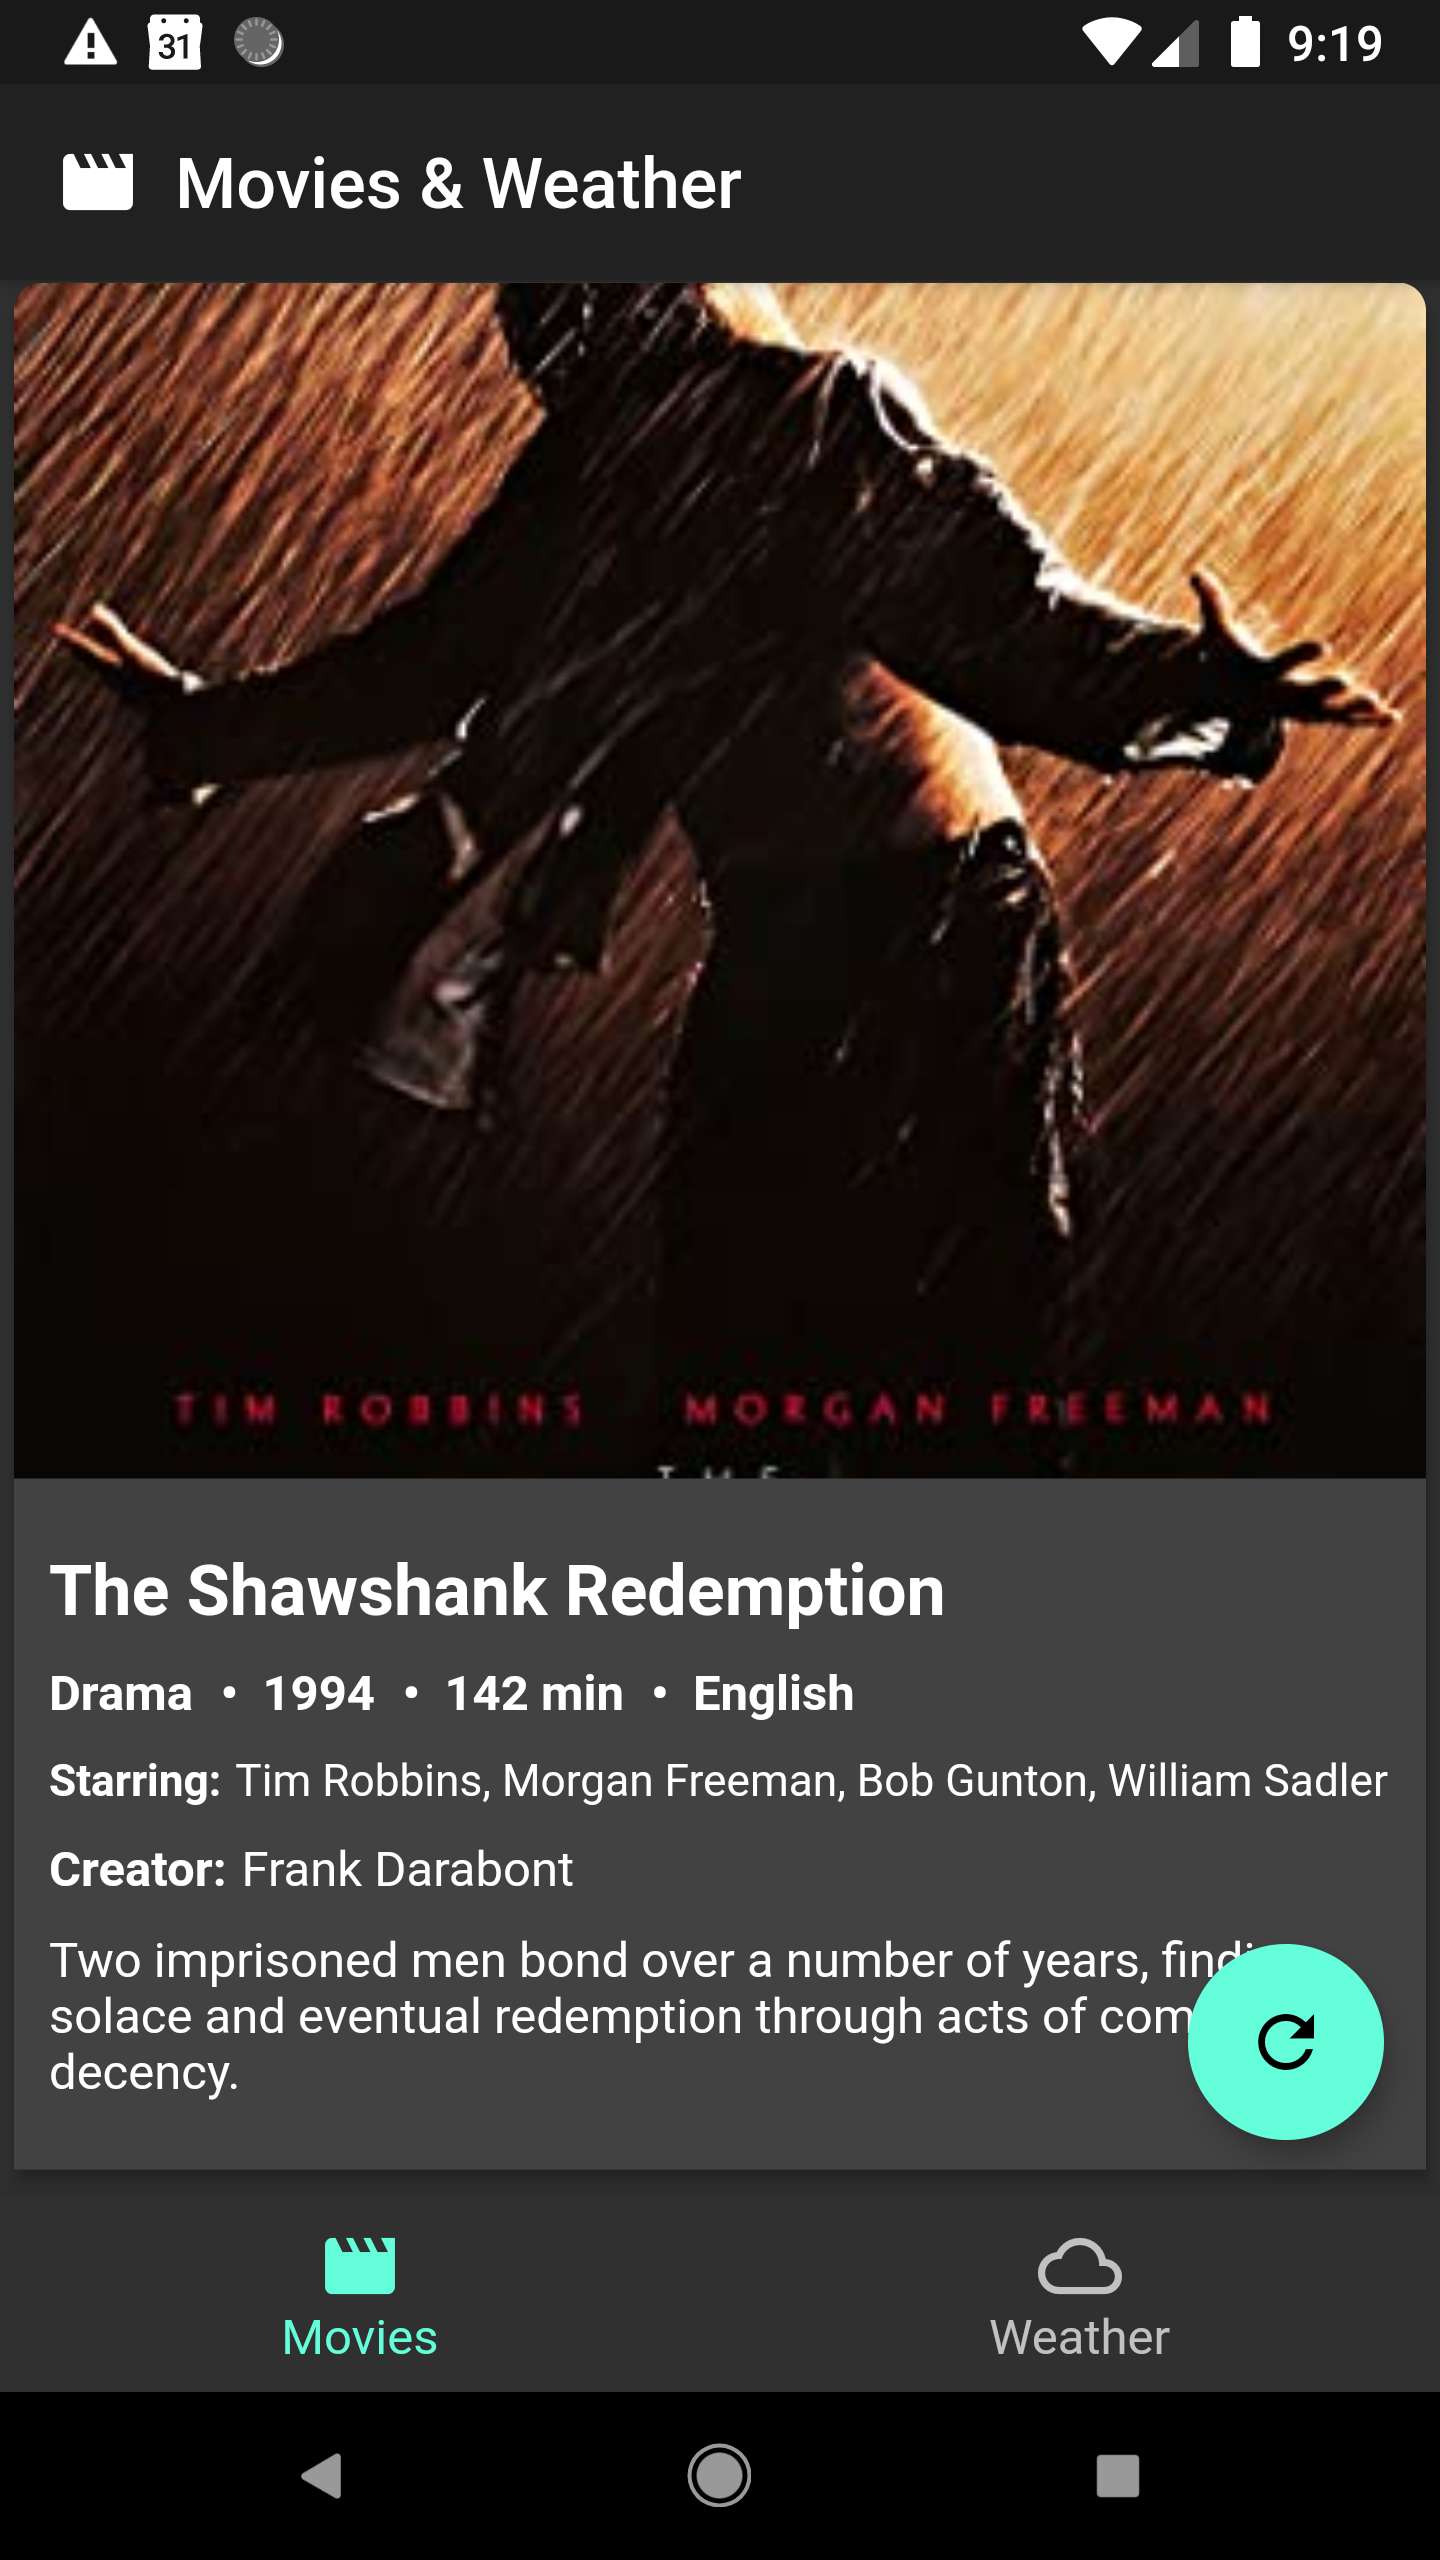 31
9:19
Movies & Weather
TIM ROBBINS MORGAN FREEMAN
THE
The Shawshank Redemption
Drama • 1994 • 142 min • English
Starring: Tim Robbins, Morgan Freeman, Bob Gunton, William Sadler
Creator: Frank Darabont
Two imprisoned men bond over a number of years,
solace and eventual redemption through acts of
decency.
Movies
Weather